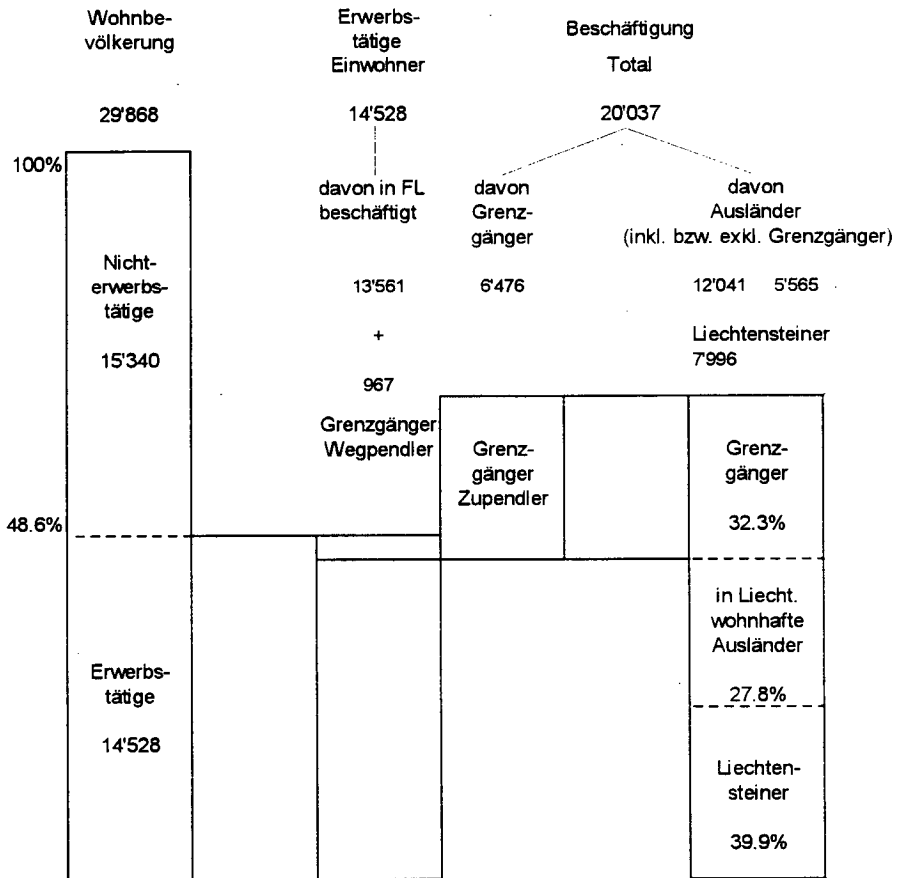 Wohnbe-
völkerung
29'868
Erwerbs-
tätige
Einwohner
14'528
Beschäftigung
Total
20'037
100%
davon in FL
beschäftigt
davon
Grenz-
gänger
davon
Ausländer
(inkl. bzw. exkl. Grenzgänger)
Nicht-
erwerbs-
tätige
15'340
13'561
6'476
12'041 5'565
+
Liechtensteiner
7'996
967
Grenzgänger
Wegpendler
Grenz-
gänger
Zupendler
Grenz-
gänger
32.3%
48.6%
in Liecht.
wohnhafte
Ausländer
27.8%
Erwerbs-
tätige
14'528
Liechten-
steiner
39.9%